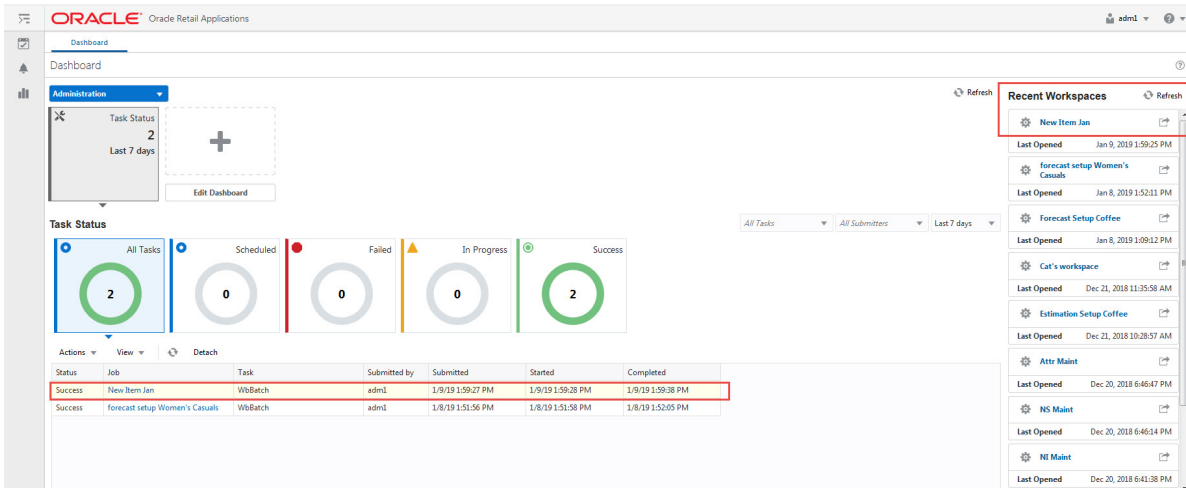 ORACLE® Oracle Retail Applications
adm1
Dashboard
Dashboard
Administration
Refresh
Task Status
2
Last 7 days
Edit Dashboard
Task Status
All Tasks
All Submitters
Last 7 days
All Tasks
2
Scheduled
0
Failed
0
In Progress
0
Success
2
Actions View Detach
Status Job Task Submitted by Submitted Started Completed
Success New Item Jan WbBatch adm1 1/9/19 1:59:27 PM 1/9/19 1:59:28 PM 1/9/19 1:59:38 PM
Success forecast setup Women's Casuals WbBatch adm1 1/8/19 1:51:56 PM 1/8/19 1:51:58 PM 1/8/19 1:52:05 PM
Recent Workspaces Refresh
New Item Jan
Last Opened Jan 9, 2019 1:59:25 PM
forecast setup Women's
Casuals
Last Opened Jan 8, 2019 1:52:11 PM
Forecast Setup Coffee
Last Opened Jan 8, 2019 1:09:12 PM
Cat's workspace
Last Opened Dec 21, 2018 11:35:58 AM
Estimation Setup Coffee
Last Opened Dec 21, 2018 10:28:57 AM
Attr Maint
Last Opened Dec 20, 2018 6:46:47 PM
NS Maint
Last Opened Dec 20, 2018 6:46:14 PM
NI Maint
Last Opened Dec 20, 2018 6:41:38 PM